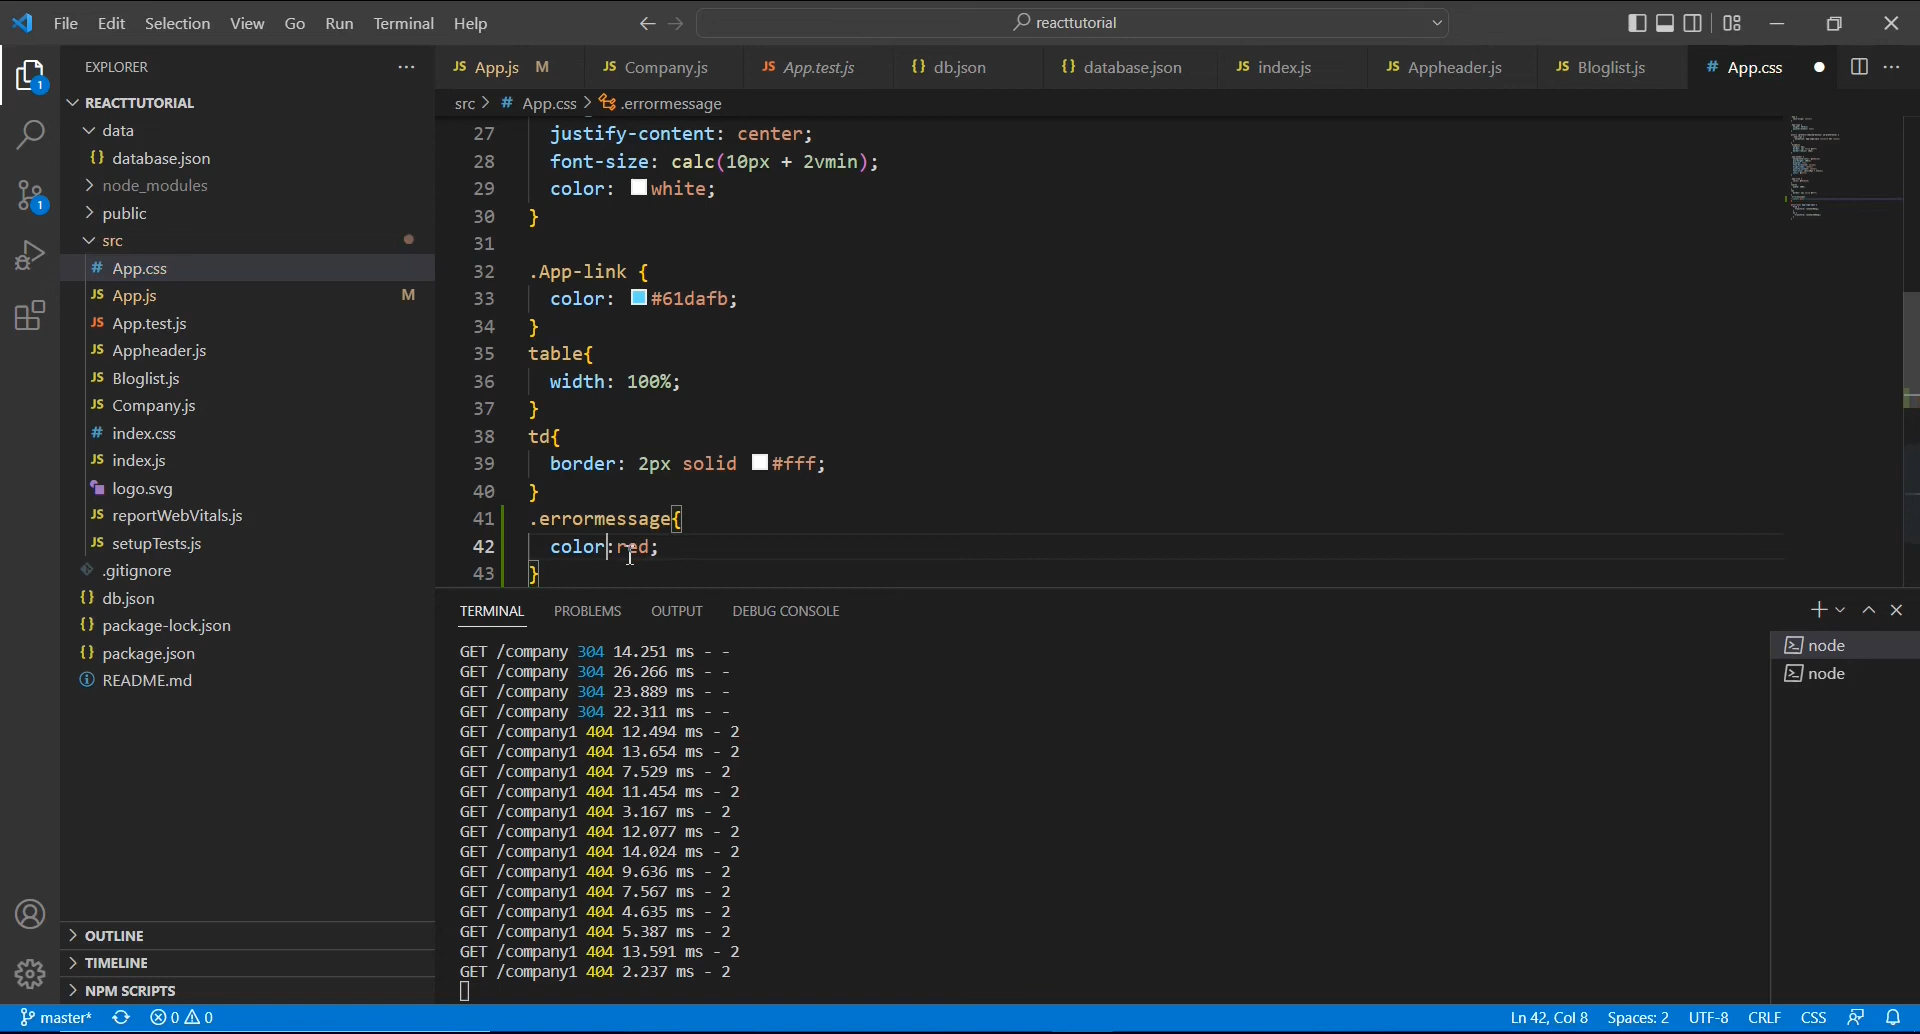 File Edit Selection View Go Run Terminal Help
reacttutorial
EXPLORER
REACTTUTORIAL
data
{} database.json
node_modules
public
src
# App.css
JS App.js M
JS App.test.js
JS Appheader.js
JS Bloglist.js
JS Company.js
# index.css
JS index.js
logo.svg
JS reportWebVitals.js
JS setupTests.js
.gitignore
{} db.json
{} package-lock.json
{} package.json
README.md
OUTLINE
TIMELINE
NPM SCRIPTS
1
1
JS App.js M JS Company.js JS App.test.js {} db.json {} database.json JS index.js JS Appheader.js JS Bloglist.js # App.css
src > # App.css > .errormessage
27 justify-content: center;
28 font-size: calc(10px + 2vmin);
29 color: white;
30 }
31
32 .App-link {
33 color: #61dafb;
34 }
35 table{
36 width: 100%;
37 }
38 td{
39 border: 2px solid #fff;
40 }
41 .errormessage{
42 color:red;
43 }
TERMINAL PROBLEMS OUTPUT DEBUG CONSOLE
GET /company 304 14.251 ms - -
GET /company 304 26.266 ms - -
GET /company 304 23.889 ms - -
GET /company 304 22.311 ms - -
GET /company1 404 12.494 ms - 2
GET /company1 404 13.654 ms - 2
GET /company1 404 7.529 ms - 2
GET /company1 404 11.454 ms - 2
GET /company1 404 3.167 ms - 2
GET /company1 404 12.077 ms - 2
GET /company1 404 14.024 ms - 2
GET /company1 404 9.636 ms - 2
GET /company1 404 7.567 ms - 2
GET /company1 404 4.635 ms - 2
GET /company1 404 5.387 ms - 2
GET /company1 404 13.591 ms - 2
GET /company1 404 2.237 ms - 2
node
node
master* 0 0
Ln 42, Col 8 Spaces: 2 UTF-8 CRLF CSS